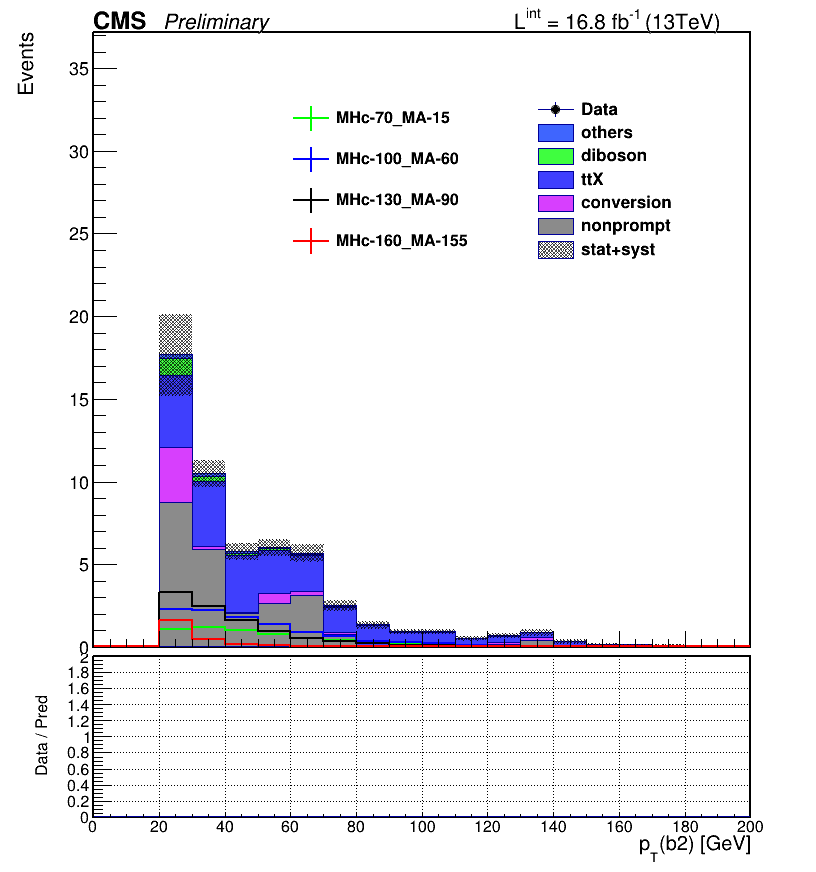 CMS Preliminary L^int = 16.8 fb^-1 (13TeV)
Events
35
30
25
20
15
10
5
0
MHc-70_MA-15
MHc-100_MA-60
MHc-130_MA-90
MHc-160_MA-155
Data
others
diboson
ttX
conversion
nonprompt
stat+syst
Data / Pred
2
1.8
1.6
1.4
1.2
1
0.8
0.6
0.4
0.2
0
0 20 40 60 80 100 120 140 160 180 200
p_T(b2) [GeV]